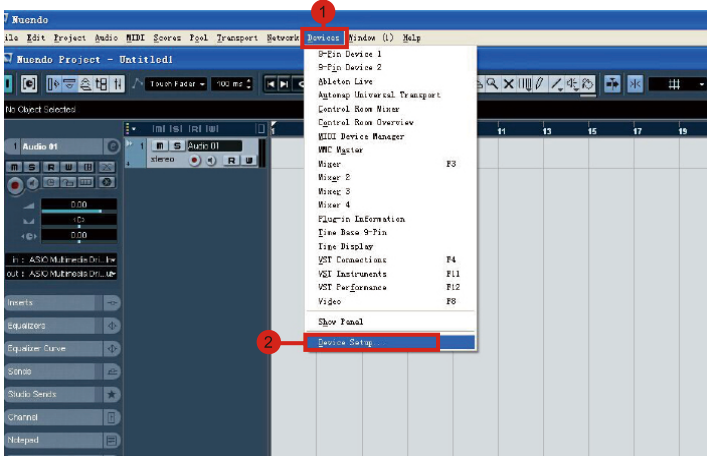 1
Nuendo
ile Edit Project Audio MIDI Scores Pool Transport Network Devices Window (1) Help
Nuendo Project - Untitled1
Touch Fader 100 ms
No Object Selected
9-Pin Device 1
9-Pin Device 2
Ableton Live
Automap Universal Transport
Control Room Mixer
Control Room Overview
MIDI Device Manager
MMC Master
Mixer F3
Mixer 2
Mixer 3
Mixer 4
Plug-in Information
Time Base 9-Pin
Time Display
VST Connections F4
VST Instruments F11
VST Performance F12
Video F8
Show Panel
2
Device Setup...
11 13 15 17 19
1 Audio 01
M S R W
0.00
<C>
0.00
in : ASIO Multimedia Dri...
out : ASIO Multimedia Dri...
Inserts
Equalizers
Equalizer Curve
Sends
Studio Sends
Channel
Notepad
|m| |s| |R| |w|
1 M S Audio 01
stereo R W